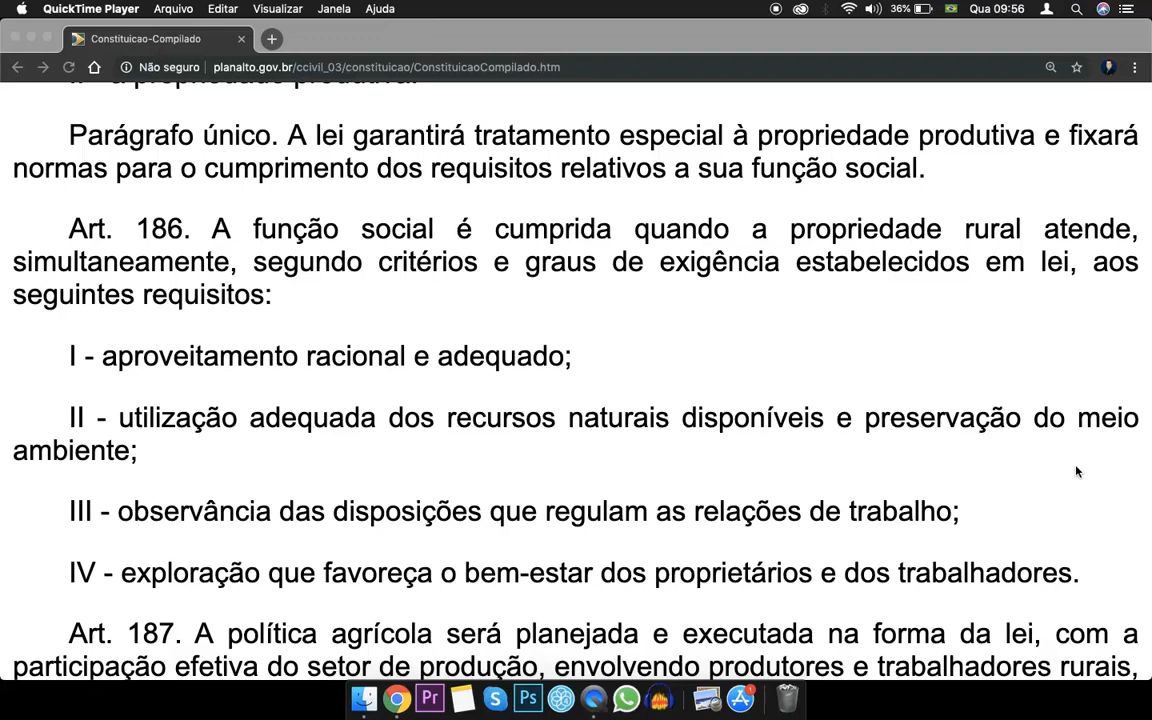 QuickTime Player Arquivo Editar Visualizar Janela Ajuda 36% Qua 09:56
Constituicao-Compilado
Não seguro planalto.gov.br/ccivil_03/constituicao/ConstituicaoCompilado.htm
II - a propriedade produtiva.
Parágrafo único. A lei garantirá tratamento especial à propriedade produtiva e fixará
normas para o cumprimento dos requisitos relativos a sua função social.
Art. 186. A função social é cumprida quando a propriedade rural atende,
simultaneamente, segundo critérios e graus de exigência estabelecidos em lei, aos
seguintes requisitos:
I - aproveitamento racional e adequado;
II - utilização adequada dos recursos naturais disponíveis e preservação do meio
ambiente;
III - observância das disposições que regulam as relações de trabalho;
IV - exploração que favoreça o bem-estar dos proprietários e dos trabalhadores.
Art. 187. A política agrícola será planejada e executada na forma da lei, com a
participação efetiva do setor de produção, envolvendo produtores e trabalhadores rurais,
Pr
S
Ps
1